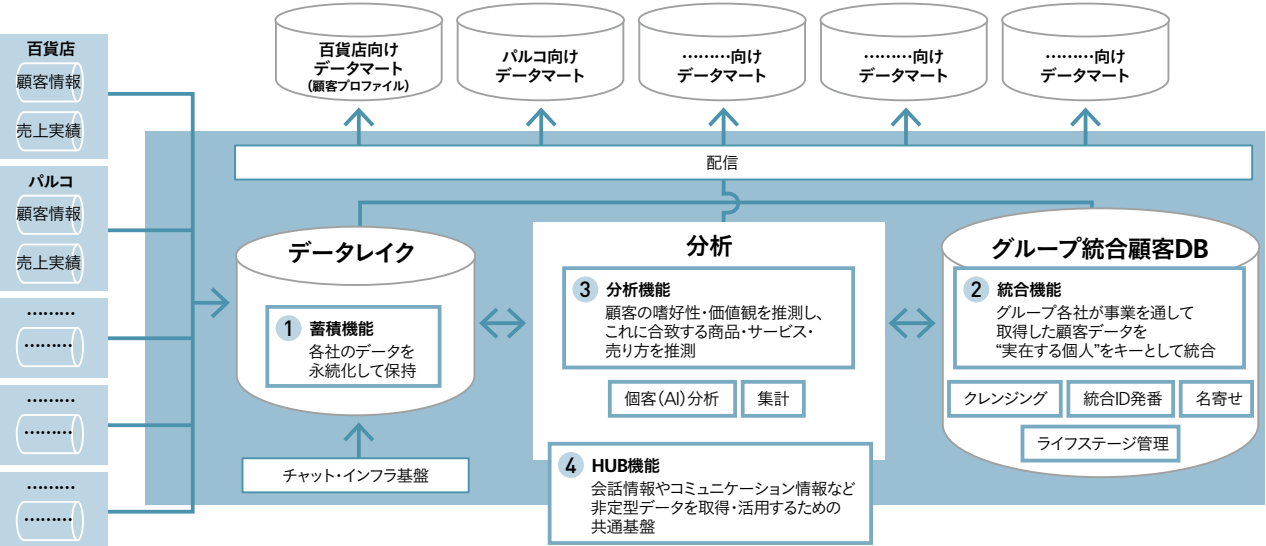 百貨店
顧客情報
売上実績
パルコ
顧客情報
売上実績
………
………
………
………
………
………
百貨店向け
データマート
(顧客プロファイル)
パルコ向け
データマート
………向け
データマート
………向け
データマート
………向け
データマート
配信
データレイク
1 蓄積機能
各社のデータを
永続化して保持
チャット・インフラ基盤
分析
3 分析機能
顧客の嗜好性・価値観を推測し、
これに合致する商品・サービス・
売り方を推測
個客(AI)分析
集計
4 HUB機能
会話情報やコミュニケーション情報など
非定型データを取得・活用するための
共通基盤
グループ統合顧客DB
2 統合機能
グループ各社が事業を通して
取得した顧客データを
“実在する個人”をキーとして統合
クレンジング
統合ID発番
名寄せ
ライフステージ管理